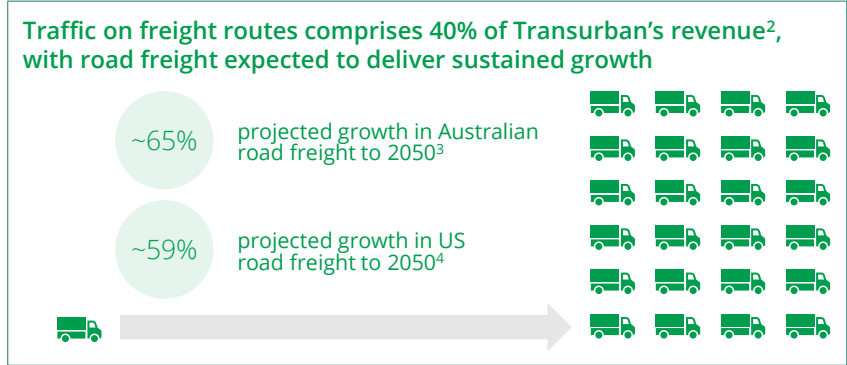 Traffic on freight routes comprises 40% of Transurban’s revenue²,
with road freight expected to deliver sustained growth
~65%
projected growth in Australian
road freight to 2050³
~59%
projected growth in US
road freight to 2050⁴